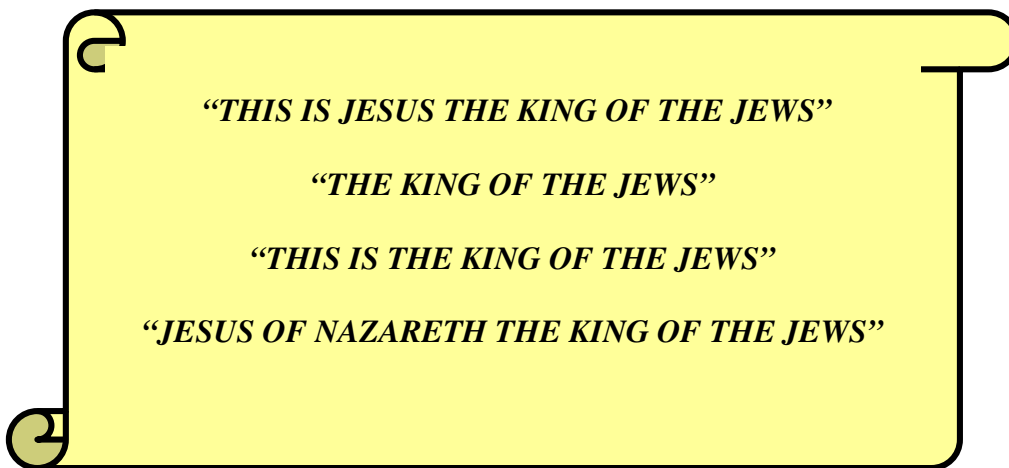 “THIS IS JESUS THE KING OF THE JEWS”
“THE KING OF THE JEWS”
“THIS IS THE KING OF THE JEWS”
“JESUS OF NAZARETH THE KING OF THE JEWS”